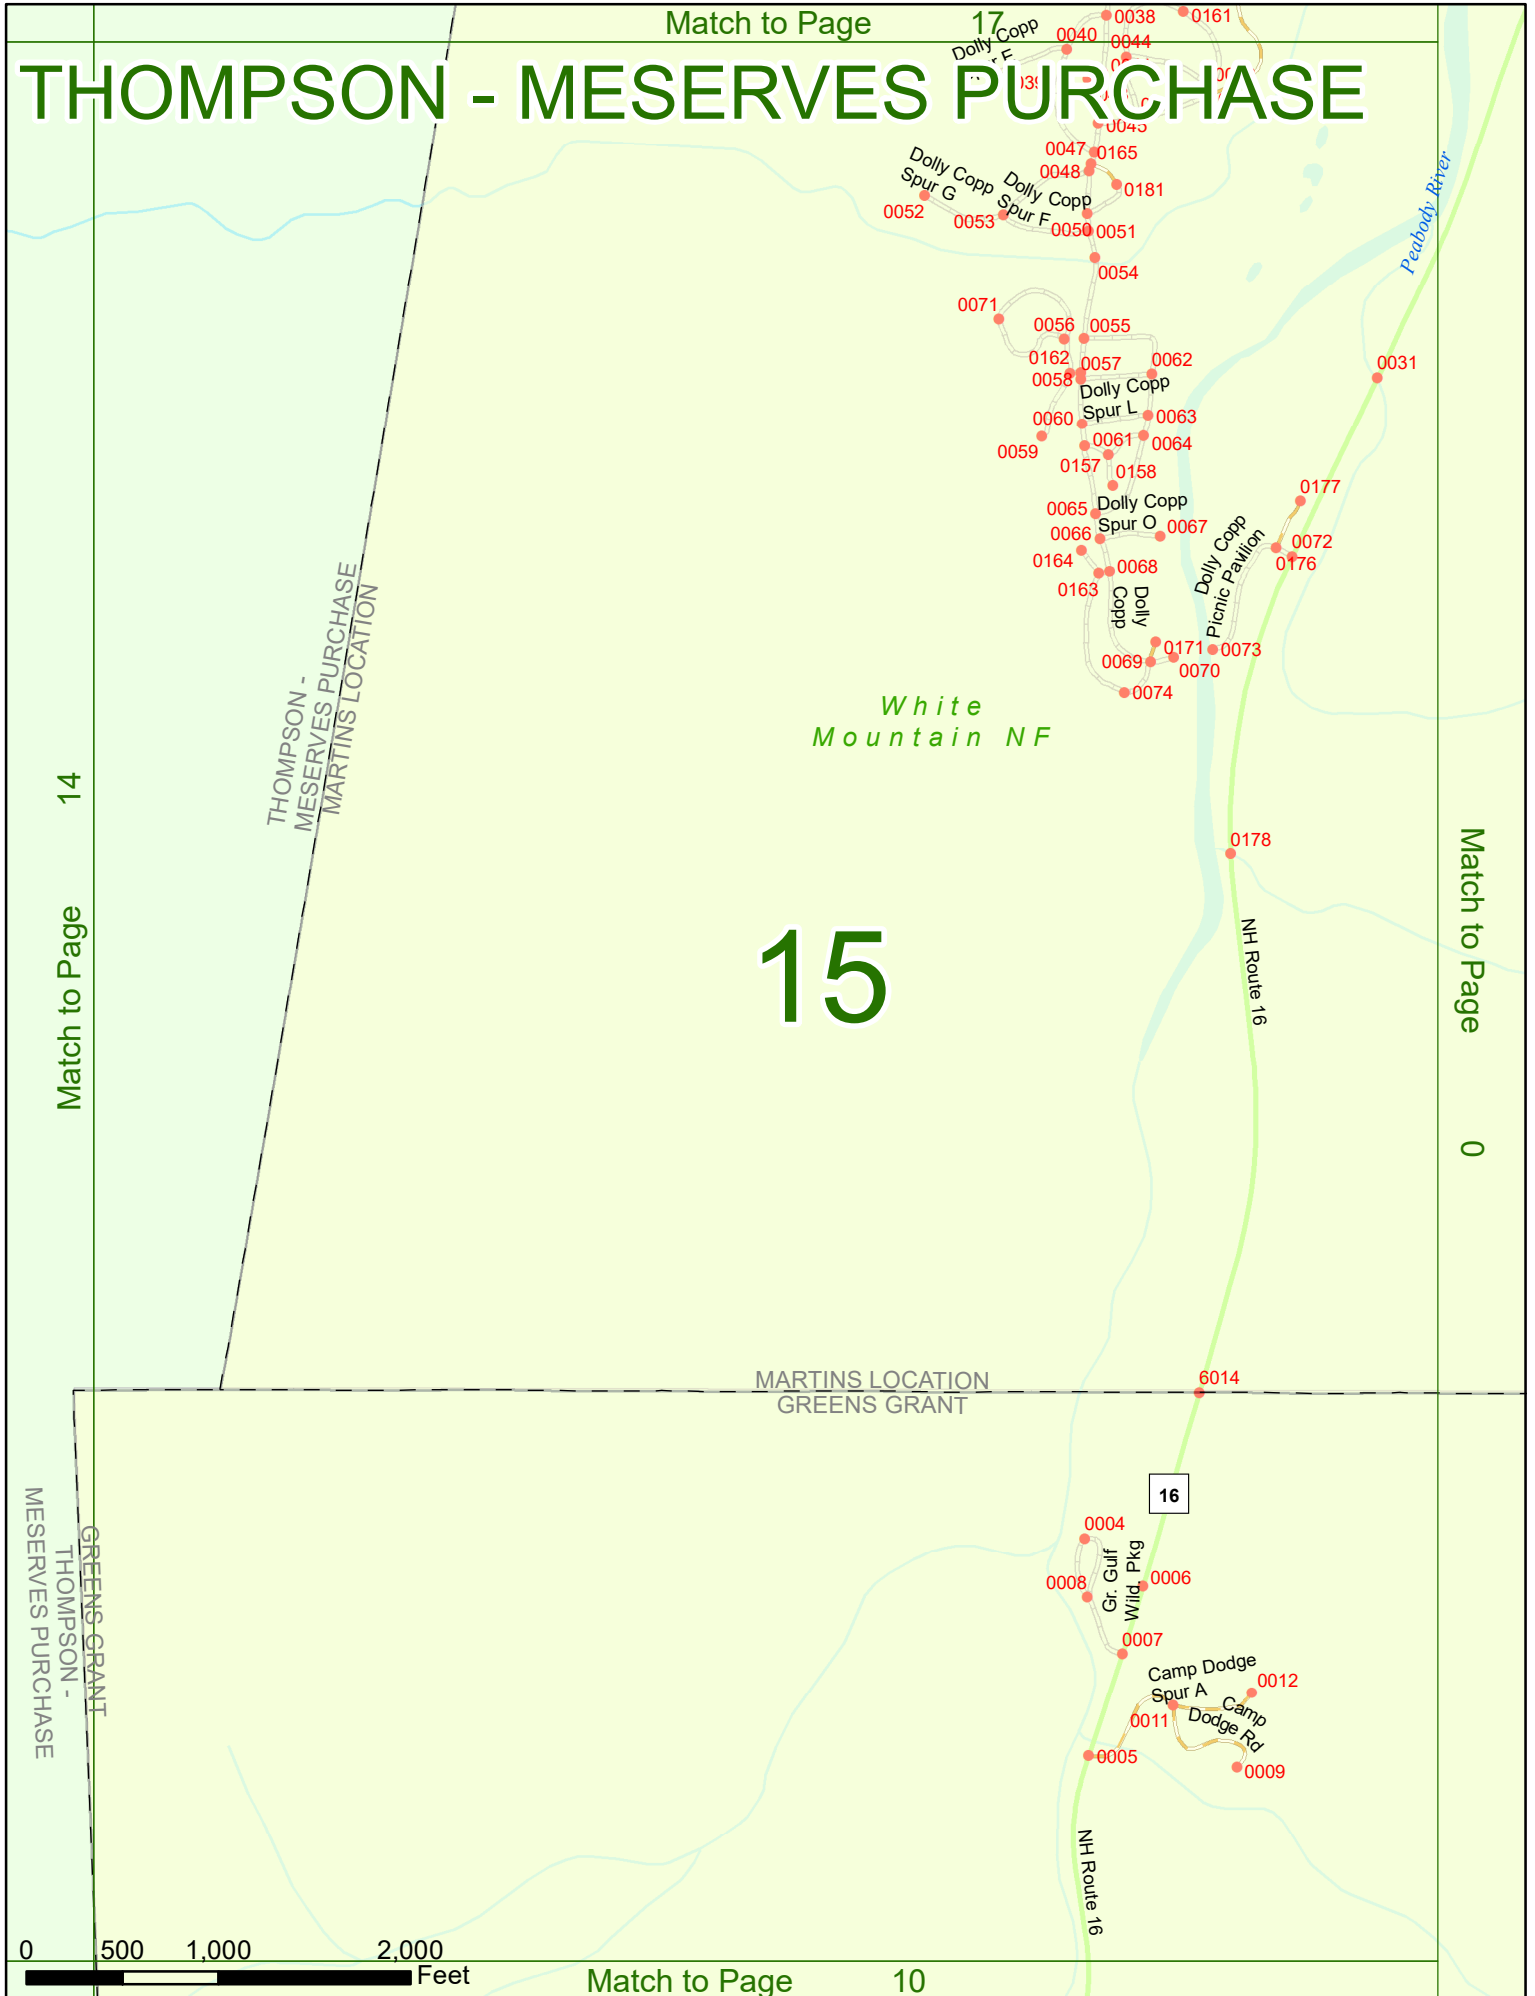 Match to Page 17
THOMPSON - MESERVES PURCHASE
0038
0161
0040
0044
Dolly Copp
0045
0047
0165
0048
0181
Dolly Copp
Spur G
Dolly Copp
Spur F
0052
0053
0050
0051
0054
Peabody River
0071
0056
0055
0162
0057
0062
0058
0031
Dolly Copp
Spur L
0060
0063
0059
0061
0064
0157
0158
0177
0065
Dolly Copp
Spur O
0066
0067
0072
0164
0176
0068
0163
Dolly Copp
Picnic Pavilion
Dolly
Copp
0171
0073
0069
0070
0074
THOMPSON -
MESERVES PURCHASE
MARTINS LOCATION
White
Mountain NF
Match to Page 14
0178
15
NH Route 16
Match to Page 0
MARTINS LOCATION
GREENS GRANT
6014
16
0004
Gr. Gulf
Wild. Pkg
0008
0006
0007
GREENS GRANT
THOMPSON -
MESERVES PURCHASE
Camp Dodge
Spur A
0012
0011
Camp
Dodge Rd
0005
0009
NH Route 16
0 500 1,000 2,000
Feet
Match to Page 10